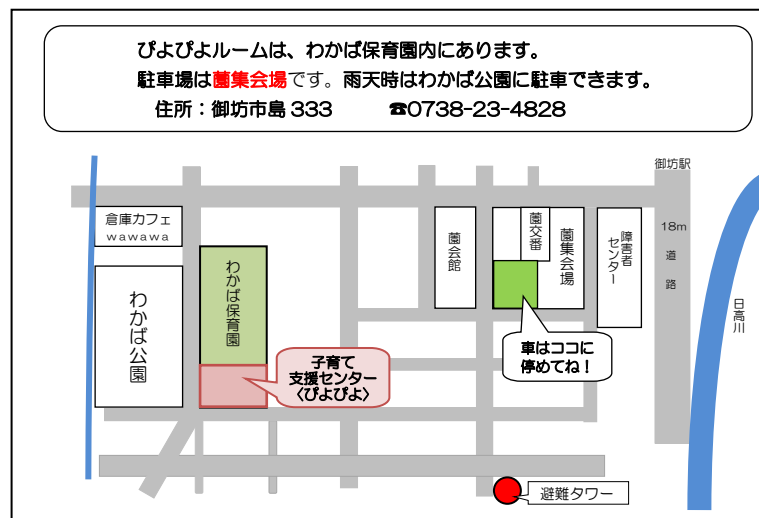 ぴよぴよルームは、わかば保育園内にあります。
駐車場は薗集会場です。雨天時はわかば公園に駐車できます。
住所：御坊市島 333 ☎0738-23-4828
御坊駅
倉庫カフェ
wawawa
わかば公園
わかば保育園
子育て
支援センター
〈ぴよぴよ〉
薗会館
薗交番
薗集会場
障害者
センター
18m
道路
日高川
車はココに
停めてね！
避難タワー